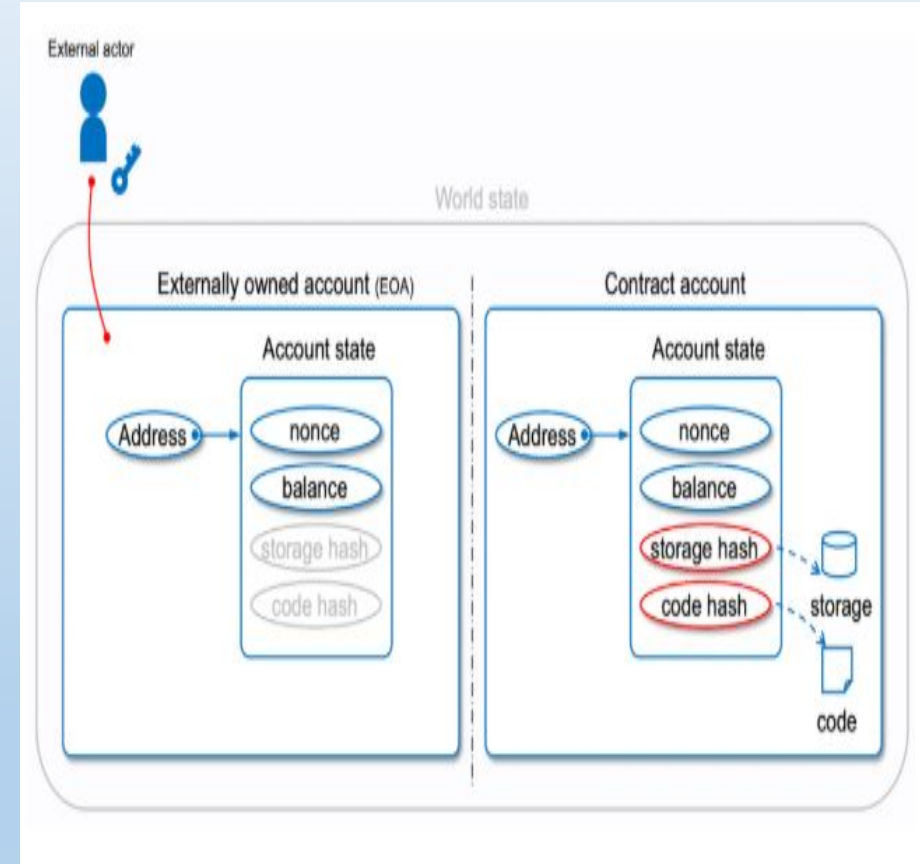 External actor
World state
Externally owned account (EOA)
Account state
Address
nonce
balance
storage hash
code hash
Contract account
Account state
Address
nonce
balance
storage hash
code hash
storage
code